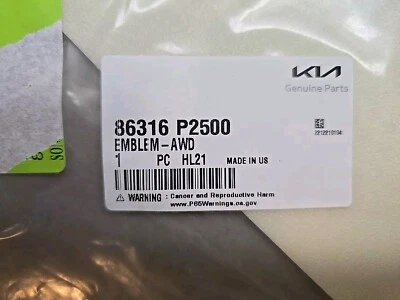 KIA
Genuine Parts
86316 P2500
EMBLEM-AWD
1 PC HL21 MADE IN US
⚠ WARNING : Cancer and Reproductive Harm
www.P65Warnings.ca.gov